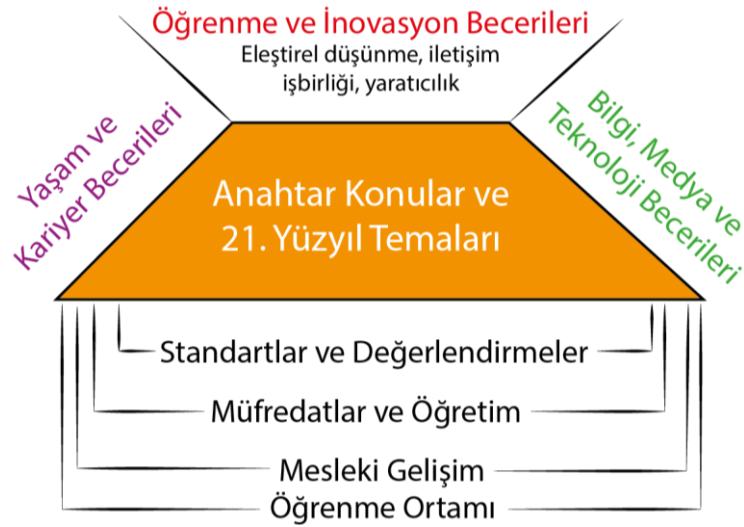 Öğrenme ve İnovasyon Becerileri
Eleştirel düşünme, iletişim
işbirliği, yaratıcılık
Yaşam ve
Kariyer Becerileri
Bilgi, Medya ve
Teknoloji Becerileri
Anahtar Konular ve
21. Yüzyıl Temaları
Standartlar ve Değerlendirmeler
Müfredatlar ve Öğretim
Mesleki Gelişim
Öğrenme Ortamı